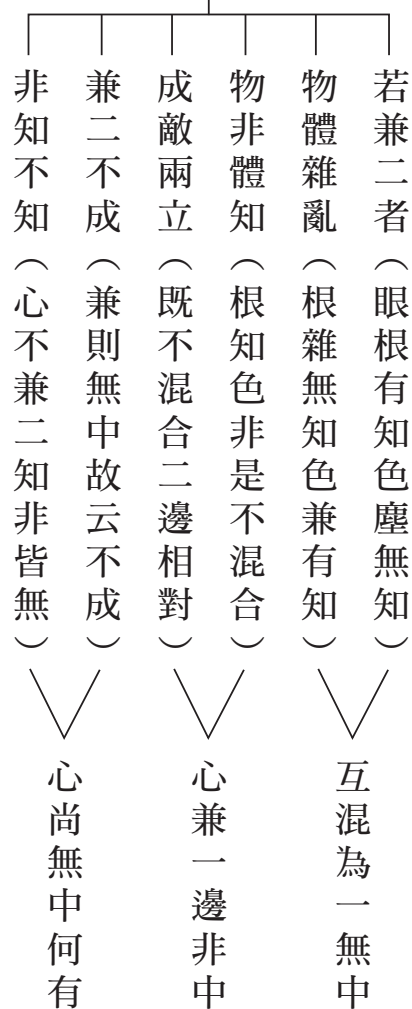 若兼二者（眼根有知色塵無知）
物體雜亂（根雜無知色兼有知）
物非體知（根知色非是不混合）
成敵兩立（既不混合二邊相對）
兼二不成（兼則無中故云不成）
非知不知（心不兼二知非皆無）
互混為一無中
心兼一邊非中
心尚無中何有